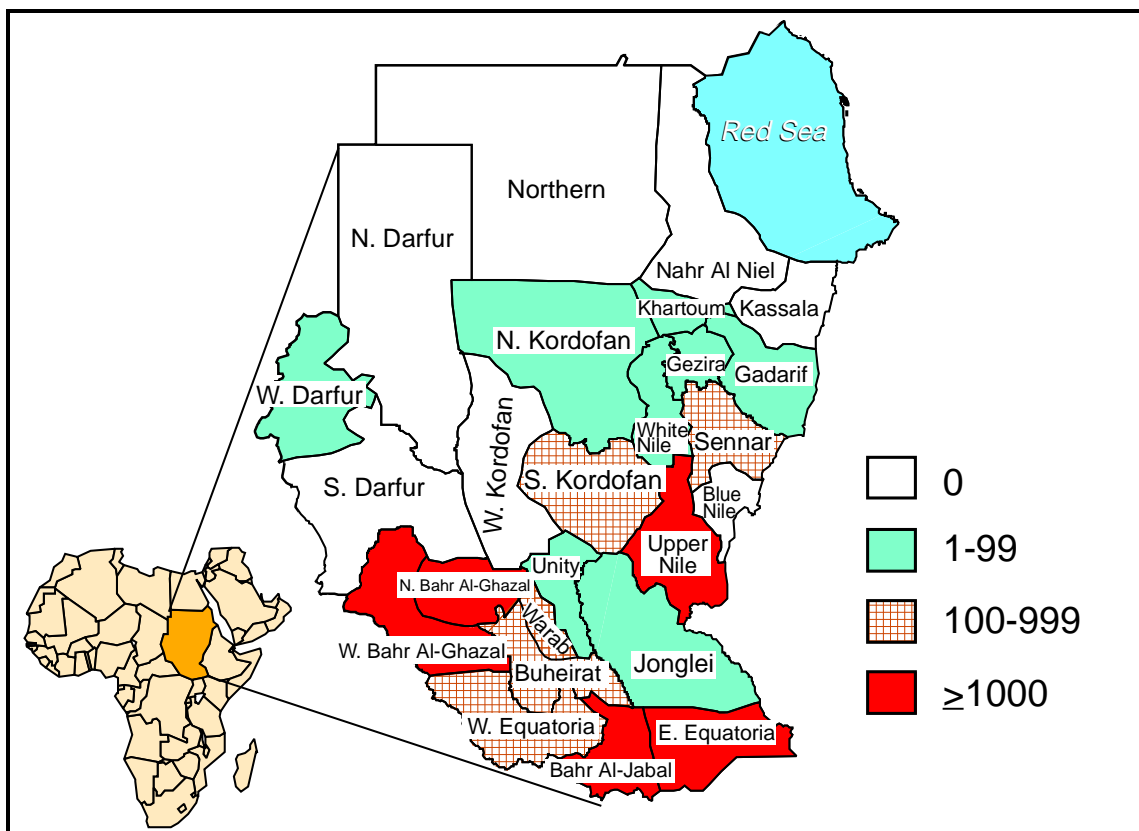 Red Sea
Northern
N. Darfur
Nahr Al Niel
Khartoum
Kassala
N. Kordofan
Gezira
Gadarif
W. Darfur
W. Kordofan
White
Nile
Sennar
S. Kordofan
S. Darfur
Blue
Nile
Upper
Nile
Unity
N. Bahr Al-Ghazal
Warab
W. Bahr Al-Ghazal
Buheirat
Jonglei
W. Equatoria
E. Equatoria
Bahr Al-Jabal
0
1-99
100-999
≥1000